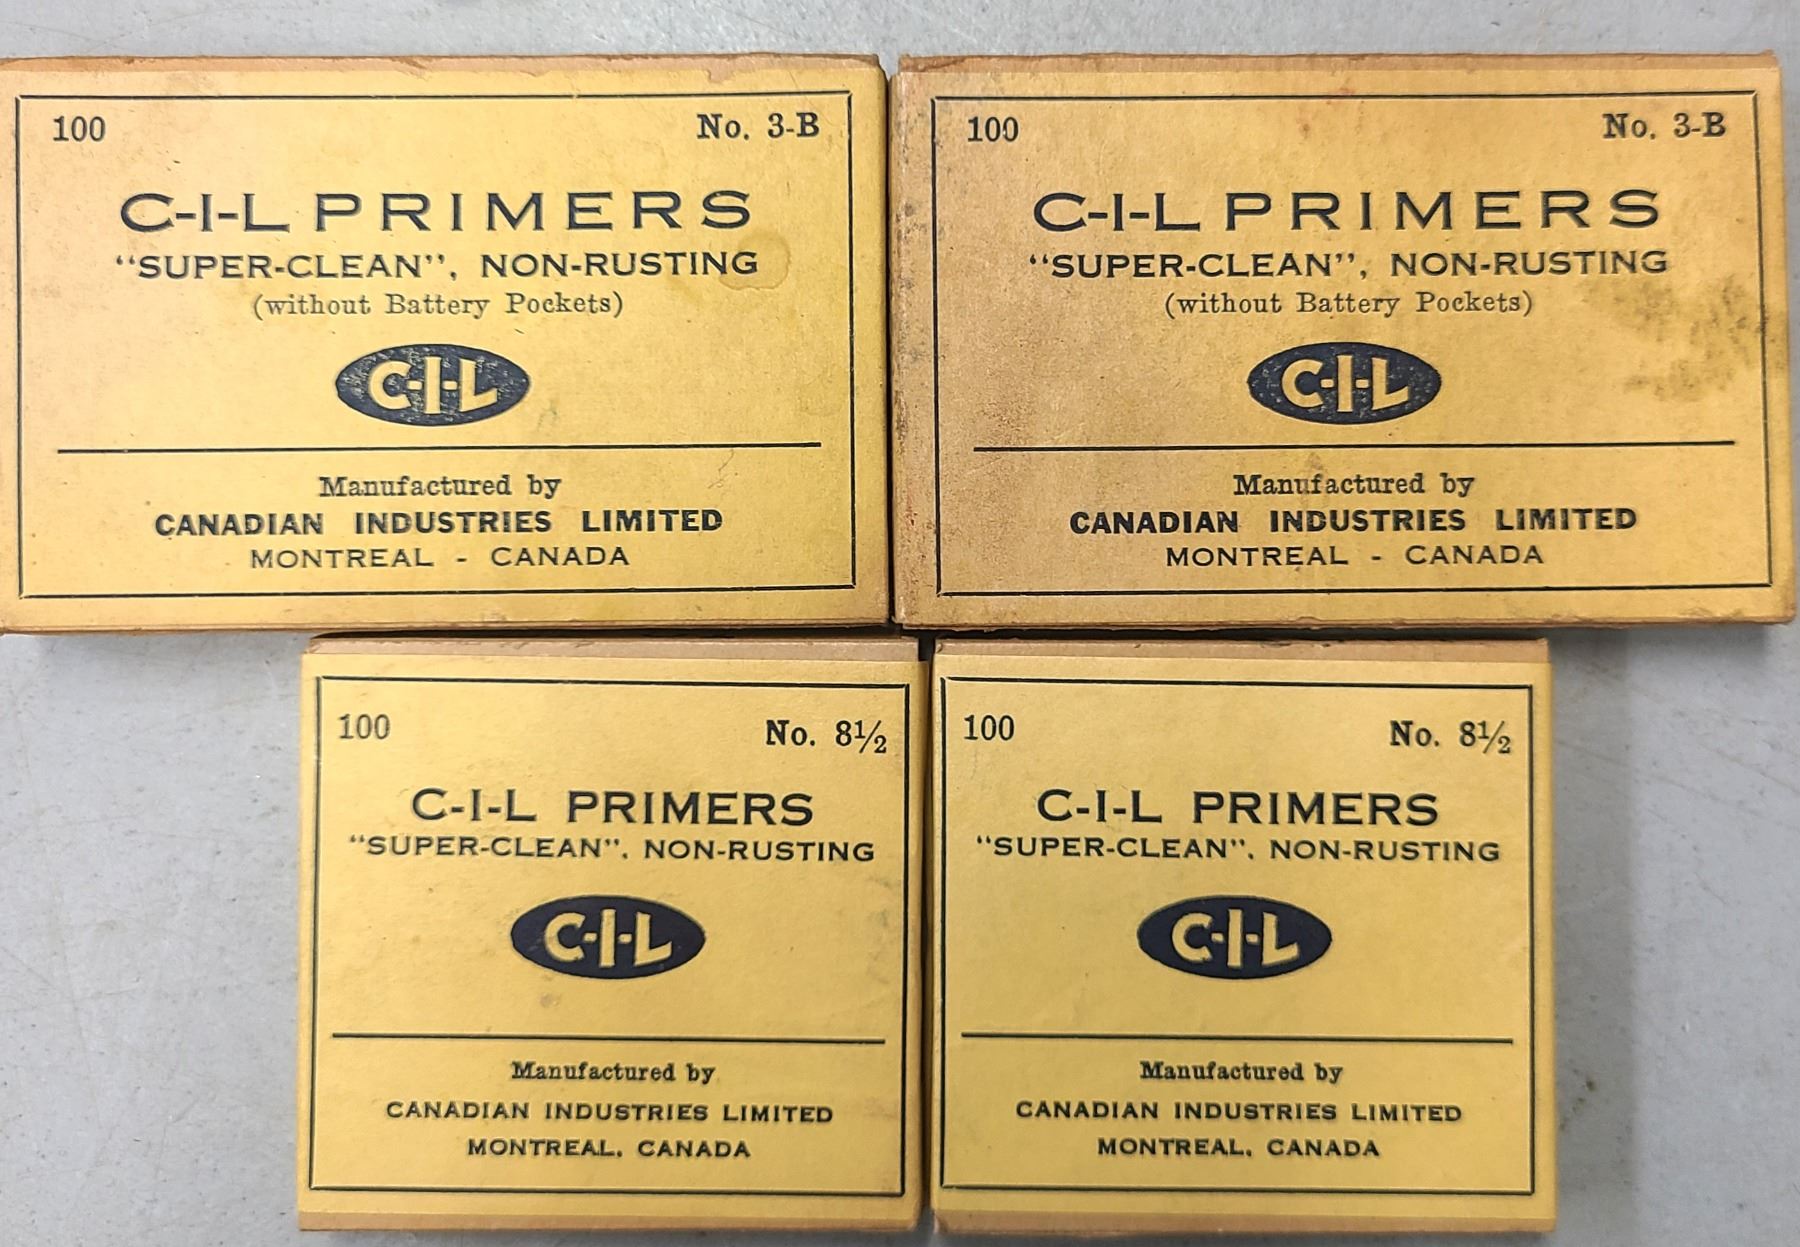 100 No. 3-B
C-I-L PRIMERS
“SUPER-CLEAN”, NON-RUSTING
(without Battery Pockets)
C-I-L
Manufactured by
CANADIAN INDUSTRIES LIMITED
MONTREAL - CANADA
100 No. 3-B
C-I-L PRIMERS
“SUPER-CLEAN”, NON-RUSTING
(without Battery Pockets)
C-I-L
Manufactured by
CANADIAN INDUSTRIES LIMITED
MONTREAL - CANADA
100 No. 8½
C-I-L PRIMERS
“SUPER-CLEAN”, NON-RUSTING
C-I-L
Manufactured by
CANADIAN INDUSTRIES LIMITED
MONTREAL, CANADA
100 No. 8½
C-I-L PRIMERS
“SUPER-CLEAN”, NON-RUSTING
C-I-L
Manufactured by
CANADIAN INDUSTRIES LIMITED
MONTREAL, CANADA